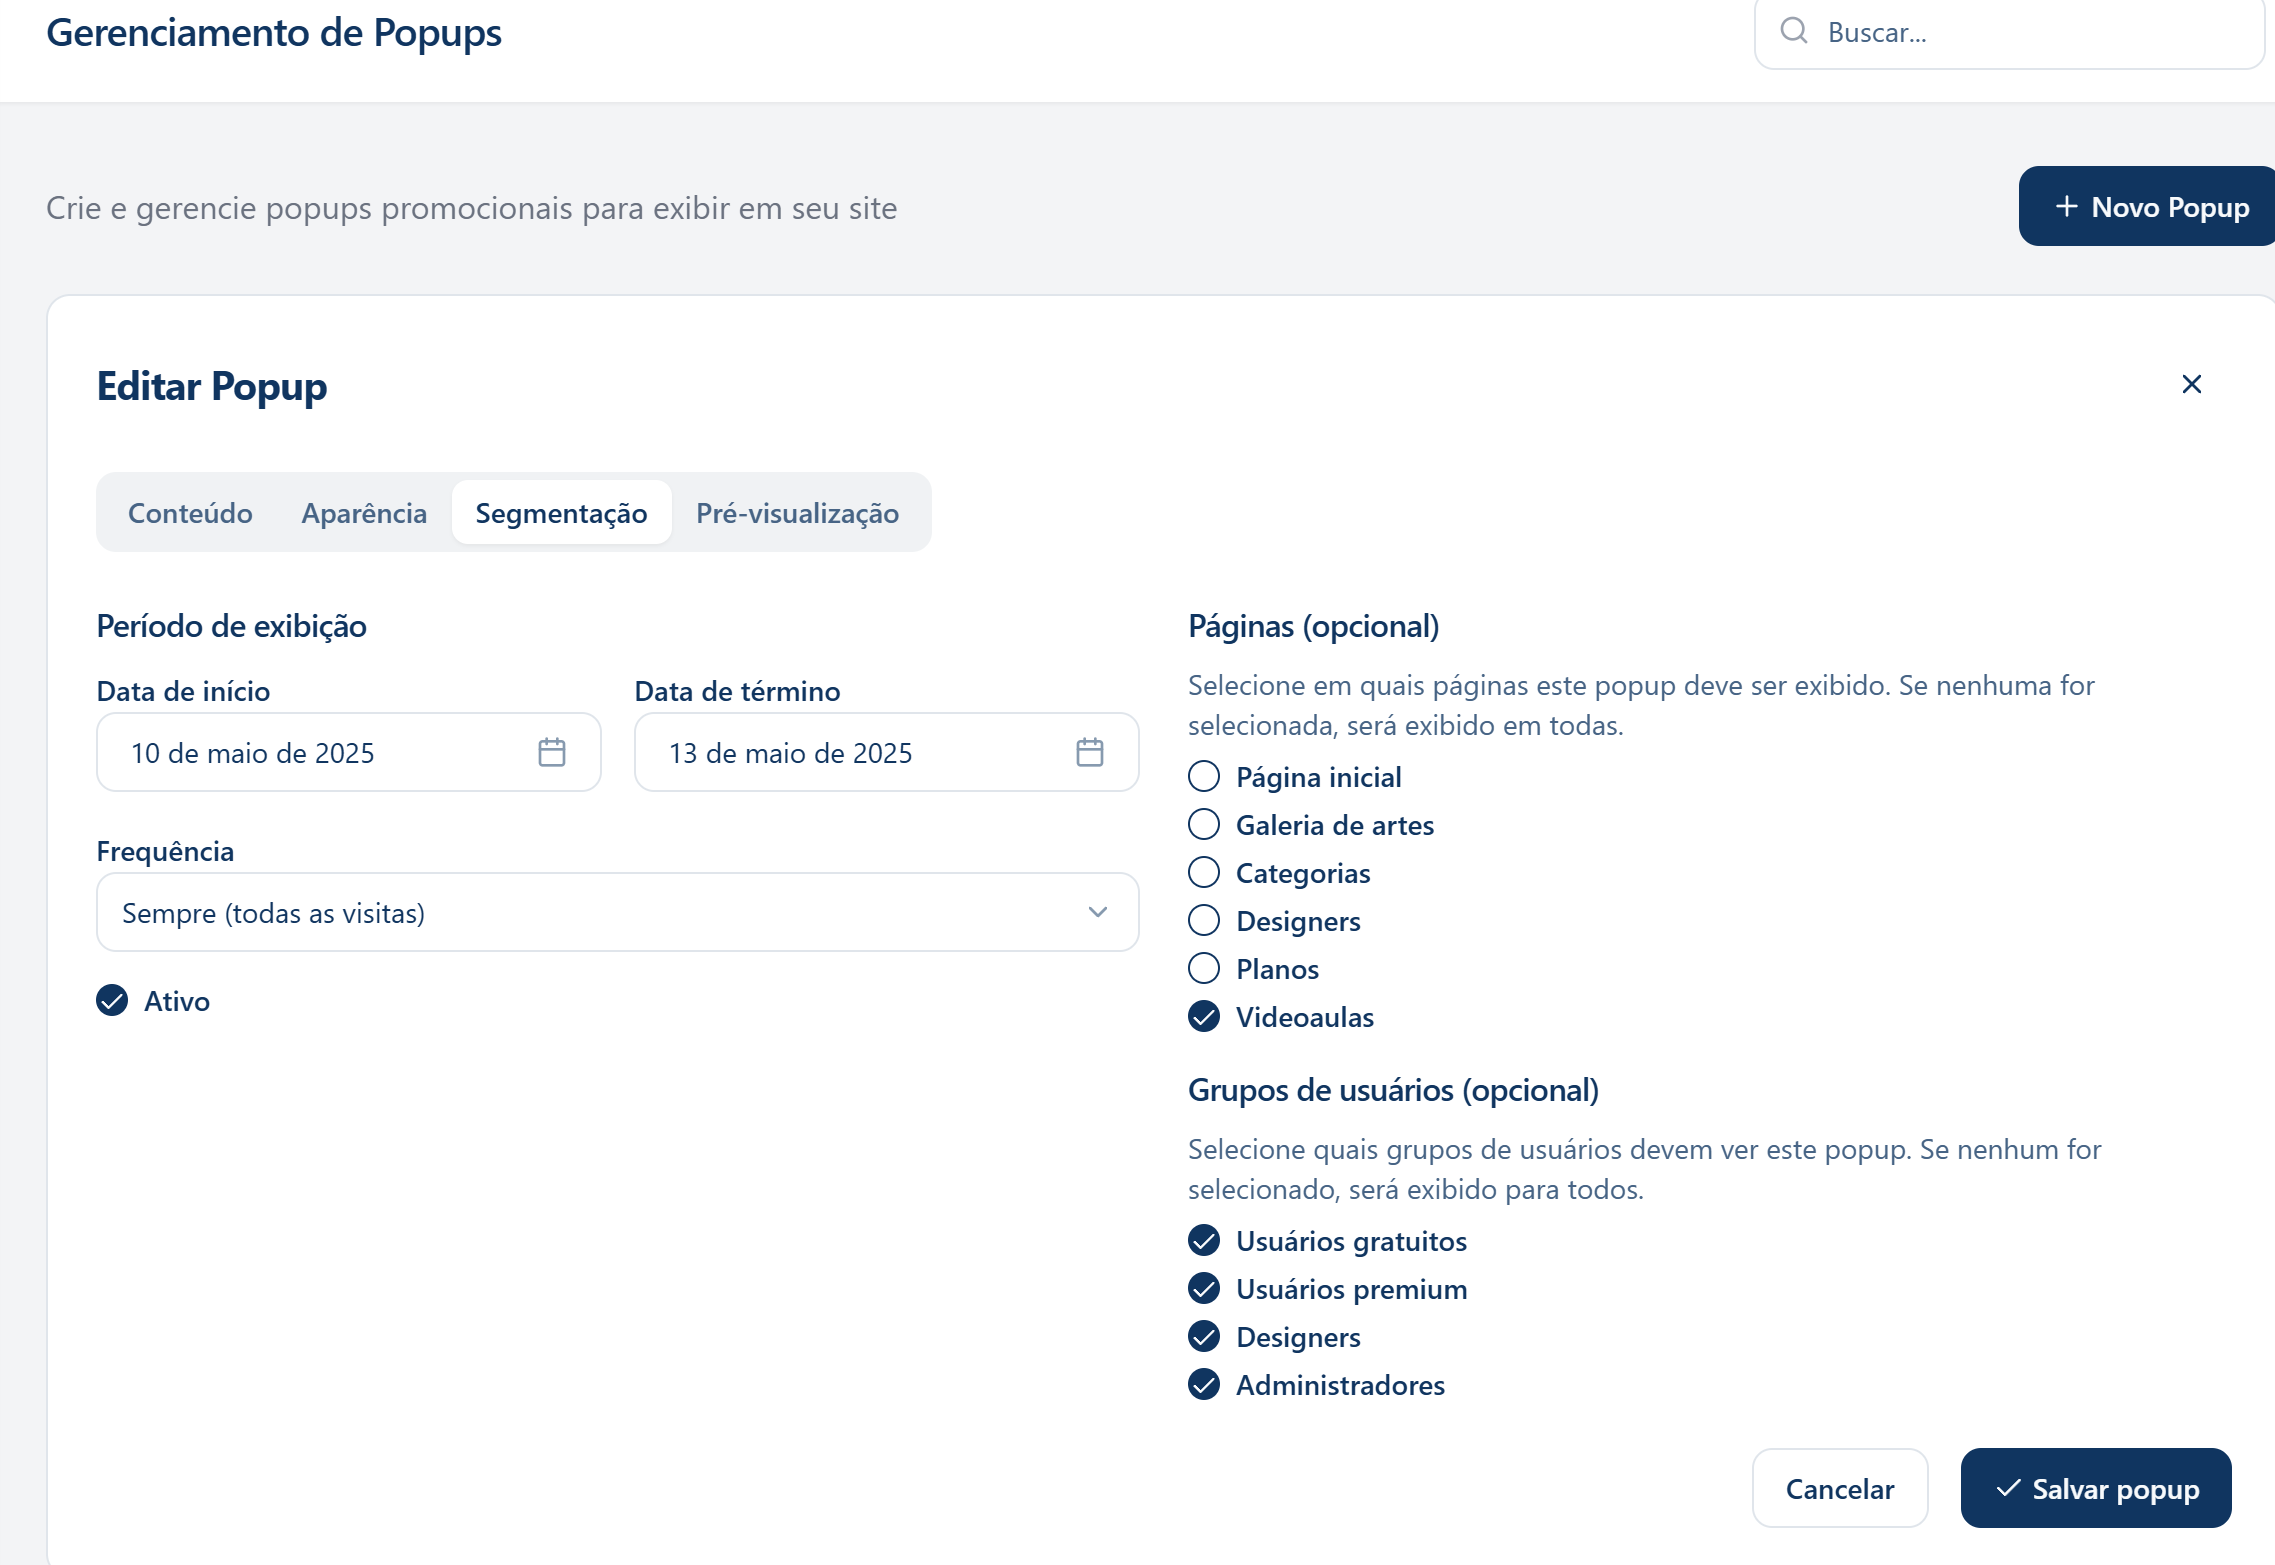 Gerenciamento de Popups
Buscar...
Crie e gerencie popups promocionais para exibir em seu site
Novo Popup
Editar Popup
Conteúdo
Aparência
Segmentação
Pré-visualização
Período de exibição
Data de início
Data de término
10 de maio de 2025
13 de maio de 2025
Frequência
Sempre (todas as visitas)
Ativo
Páginas (opcional)
Selecione em quais páginas este popup deve ser exibido. Se nenhuma for
selecionada, será exibido em todas.
Página inicial
Galeria de artes
Categorias
Designers
Planos
Videoaulas
Grupos de usuários (opcional)
Selecione quais grupos de usuários devem ver este popup. Se nenhum for
selecionado, será exibido para todos.
Usuários gratuitos
Usuários premium
Designers
Administradores
Cancelar
Salvar popup